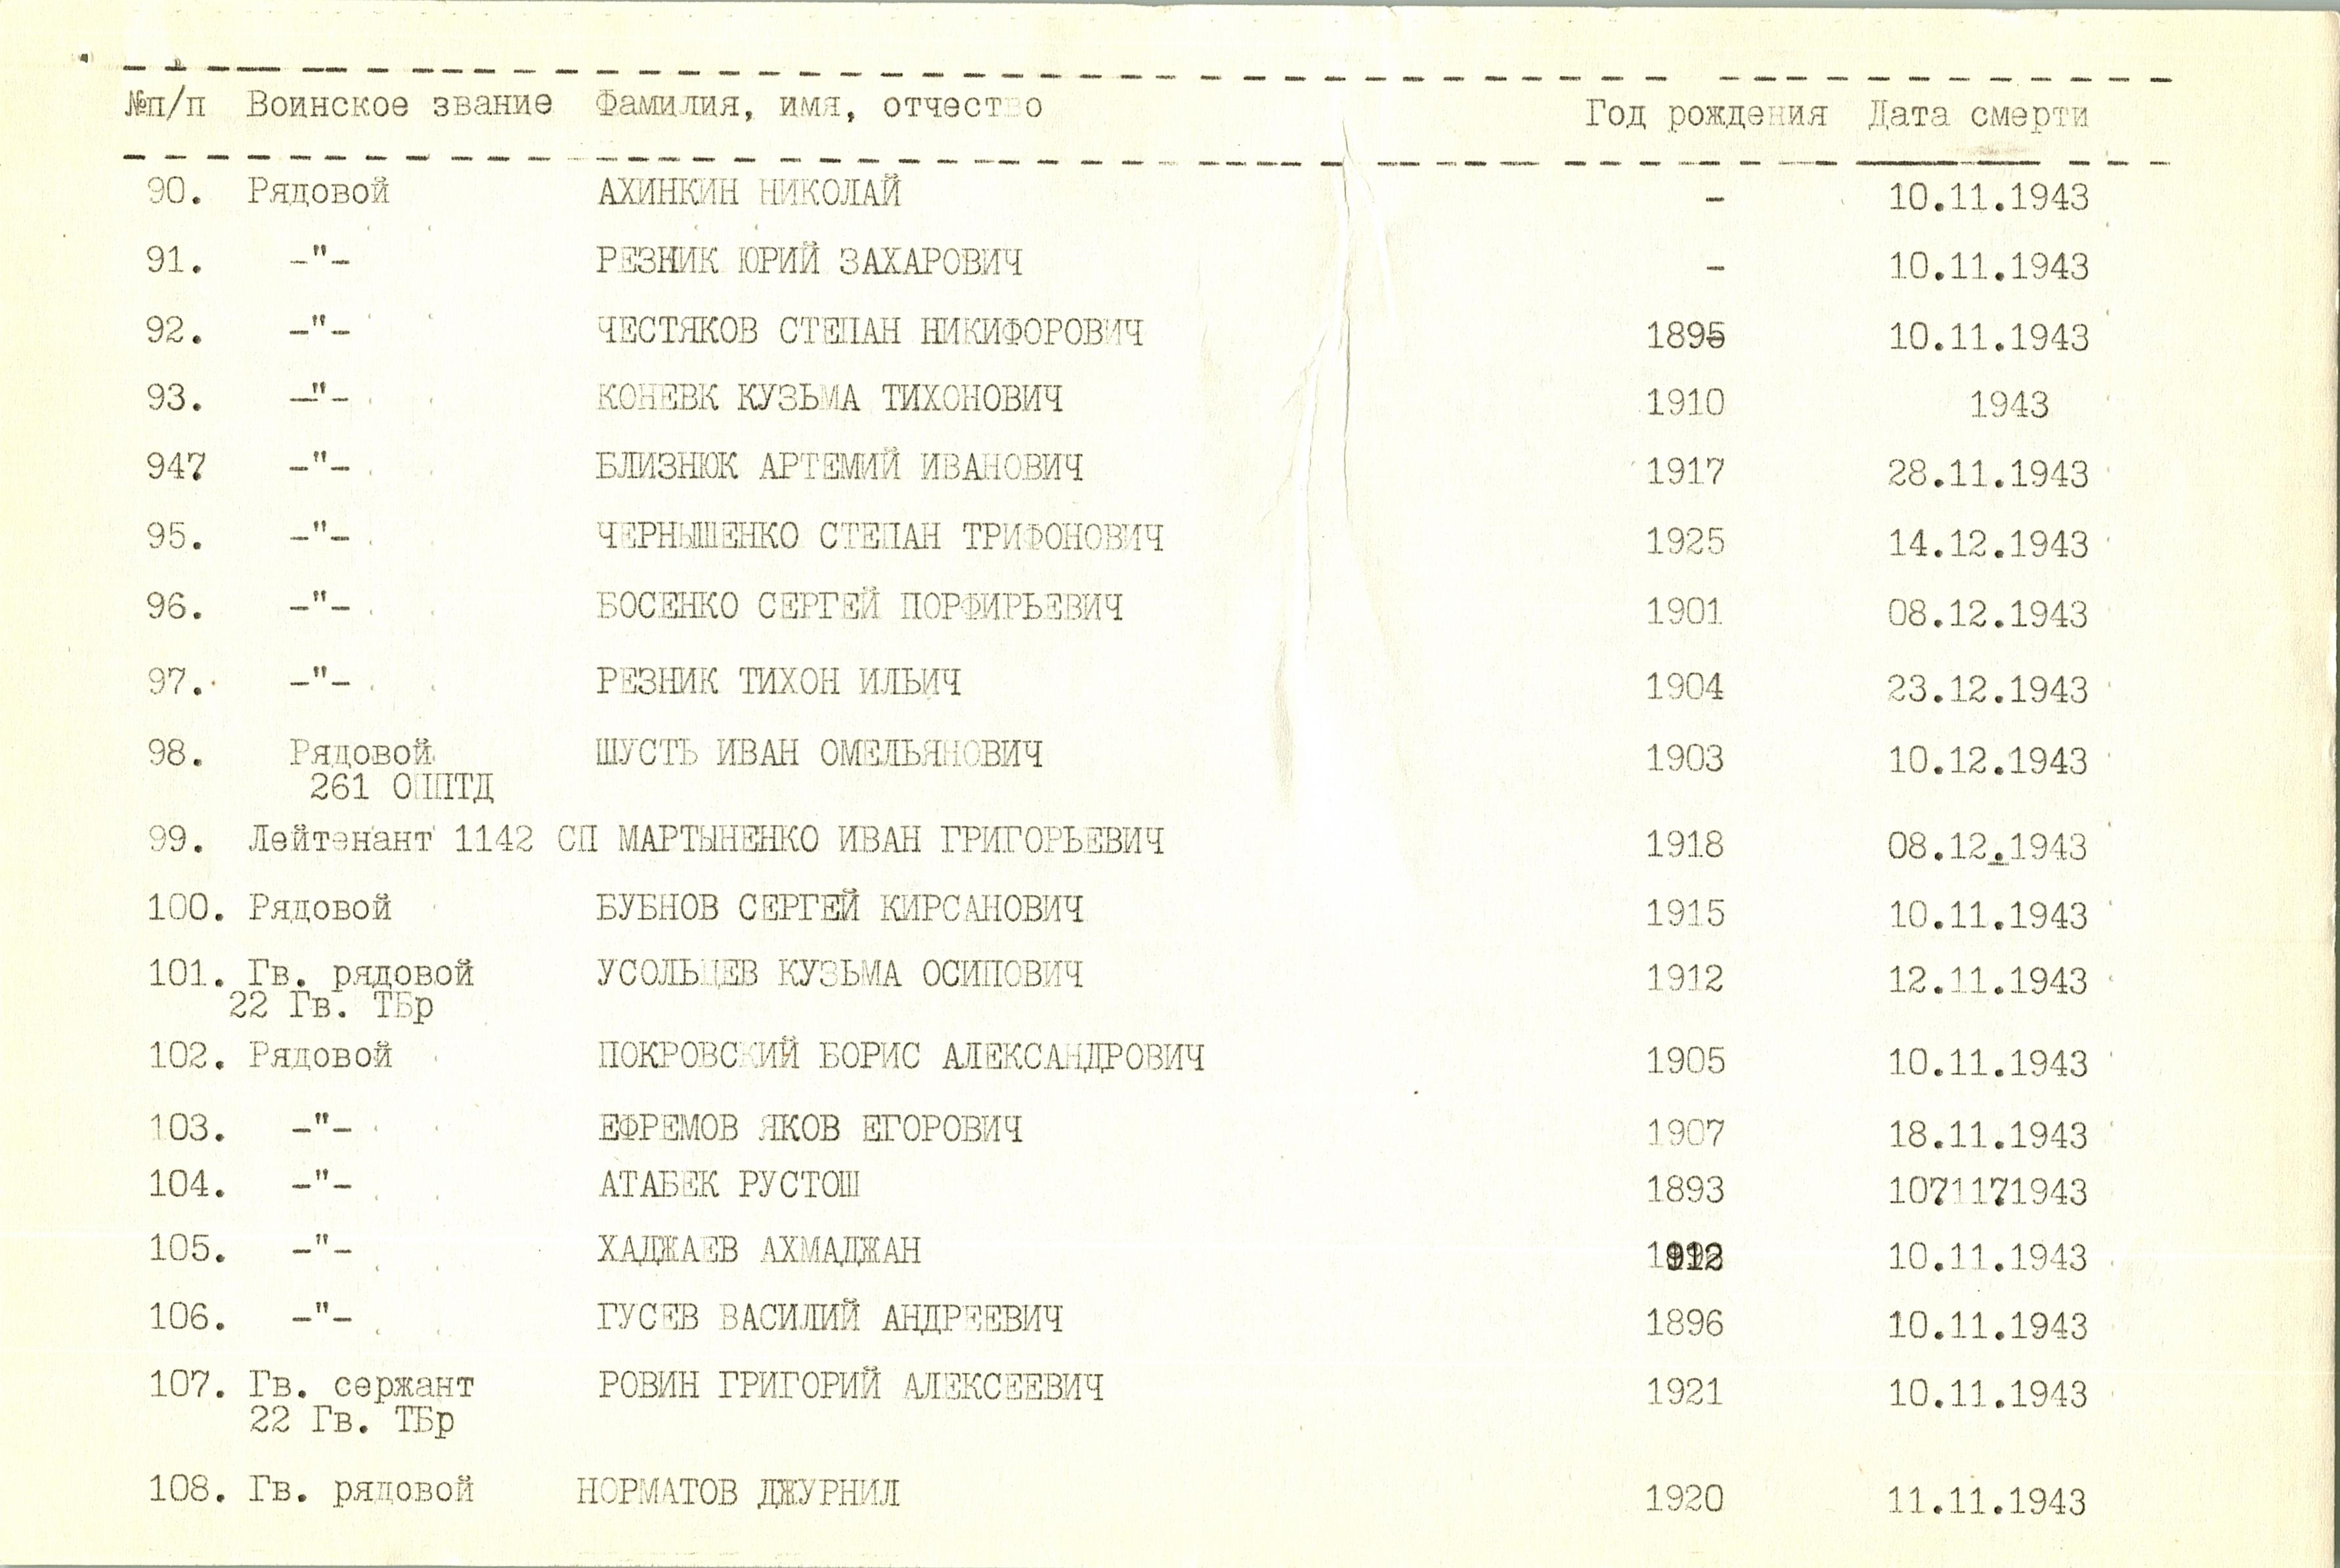 №п/п Воинское звание Фамилия, имя, отчество Год рождения Дата смерти
90. Рядовой АХИНКИН НИКОЛАЙ - 10.11.1943
91. -"- РЕЗНИК ЮРИЙ ЗАХАРОВИЧ - 10.11.1943
92. -"- ЧЕСТЯКОВ СТЕПАН НИКИФОРОВИЧ 1895 10.11.1943
93. -"- КОНЕВК КУЗЬМА ТИХОНОВИЧ 1910 1943
947 -"- БЛИЗНЮК АРТЕМИЙ ИВАНОВИЧ 1917 28.11.1943
95. -"- ЧЕРНЫШЕНКО СТЕПАН ТРИФОНОВИЧ 1925 14.12.1943
96. -"- БОСЕНКО СЕРГЕЙ ПОРФИРЬЕВИЧ 1901 08.12.1943
97. -"- РЕЗНИК ТИХОН ИЛЬИЧ 1904 23.12.1943
98. Рядовой ШУСТЬ ИВАН ОМЕЛЬЯНОВИЧ 1903 10.12.1943
261
99. Лейтенант 1142 СП МАРТЫНЕНКО ИВАН ГРИГОРЬЕВИЧ 1918 08.12.1943
100. Рядовой БУБНОВ СЕРГЕЙ КИРСАНОВИЧ 1915 10.11.1943
101. Гв. рядовой УСОЛЬЦЕВ КУЗЬМА ОСИПОВИЧ 1912 12.11.1943
22 Гв. ТБр
102. Рядовой ПОКРОВСКИЙ БОРИС АЛЕКСАНДРОВИЧ 1905 10.11.1943
103. -"- ЕФРЕМОВ ЯКОВ ЕГОРОВИЧ 1907 18.11.1943
104. -"- АТАБЕК РУСТОШ 1893 1071171943
105. -"- ХАДЖАЕВ АХМАДЖАН 10.11.1943
106. -"- ГУСЕВ ВАСИЛИЙ АНДРЕЕВИЧ 1896 10.11.1943
107. Гв. сержант РОВИН ГРИГОРИЙ АЛЕКСЕЕВИЧ 1921 10.11.1943
22 Гв. ТБр
108. Гв. рядовой НОРМАТОВ ДЖУРНИЛ 1920 11.11.1943